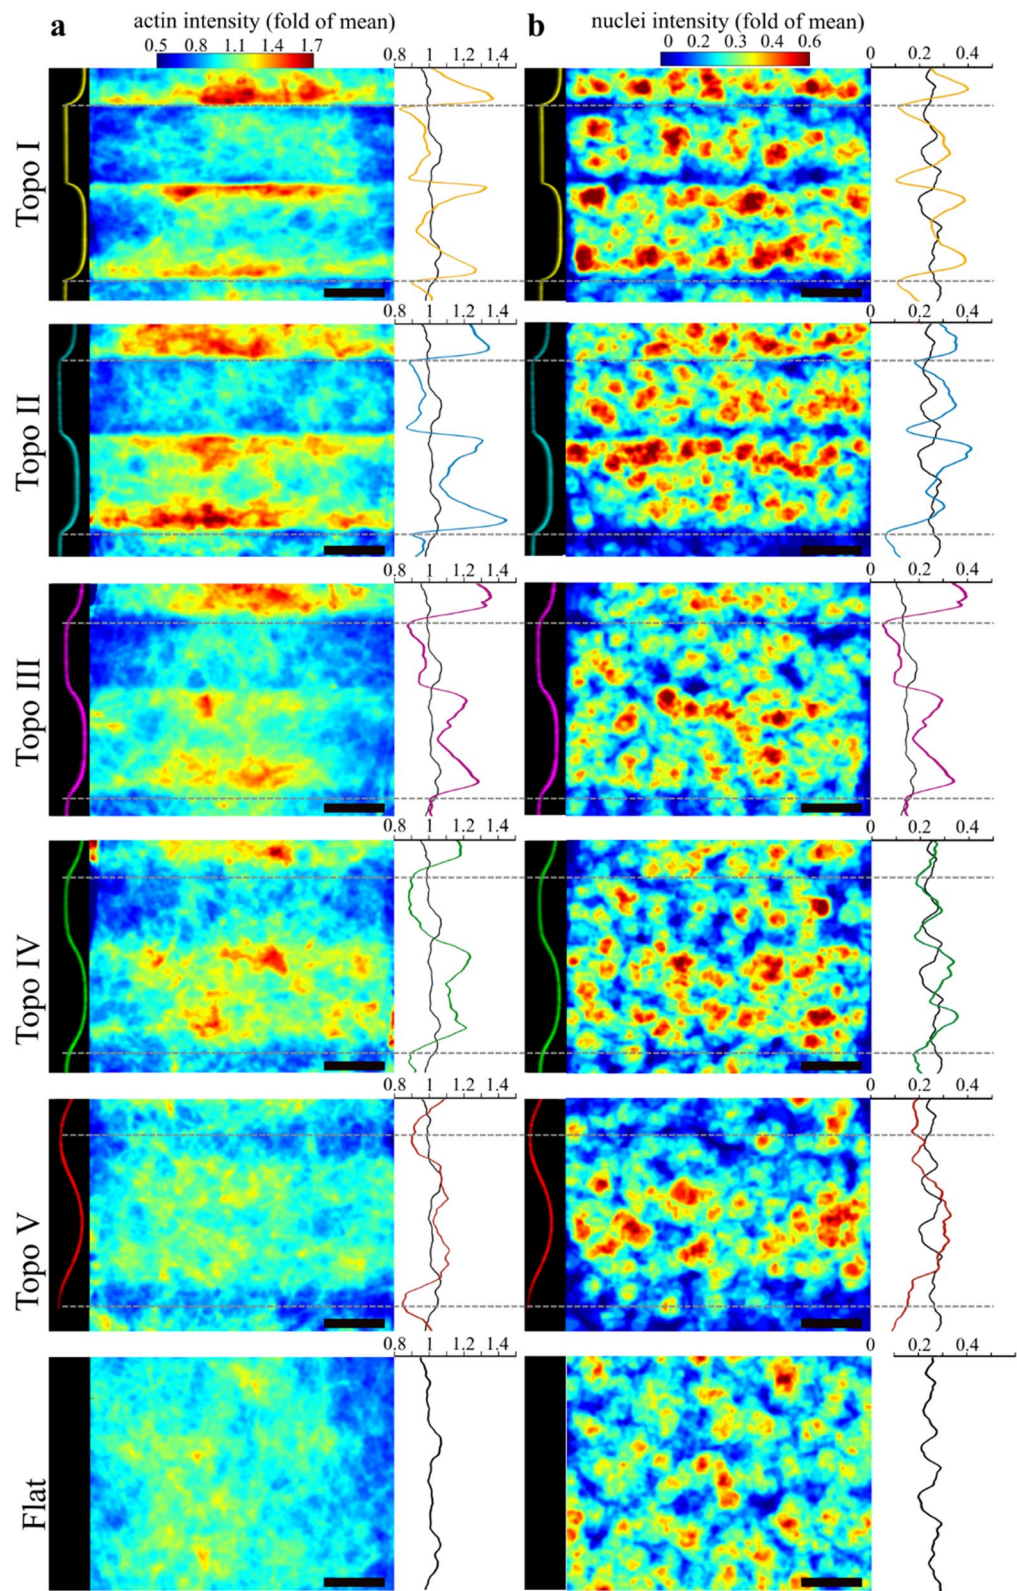 a
actin intensity (fold of mean)
0.5 0.8 1.1 1.4 1.7
0.8 1 1.2 1.4
b
nuclei intensity (fold of mean)
0 0.2 0.3 0.4 0.6
0 0.2 0.4
Topo I
0.8 1 1.2 1.4
0 0.2 0.4
Topo II
0.8 1 1.2 1.4
0 0.2 0.4
Topo III
0.8 1 1.2 1.4
0 0.2 0.4
Topo IV
0.8 1 1.2 1.4
0 0.2 0.4
Topo V
0.8 1 1.2 1.4
0 0.2 0.4
Flat